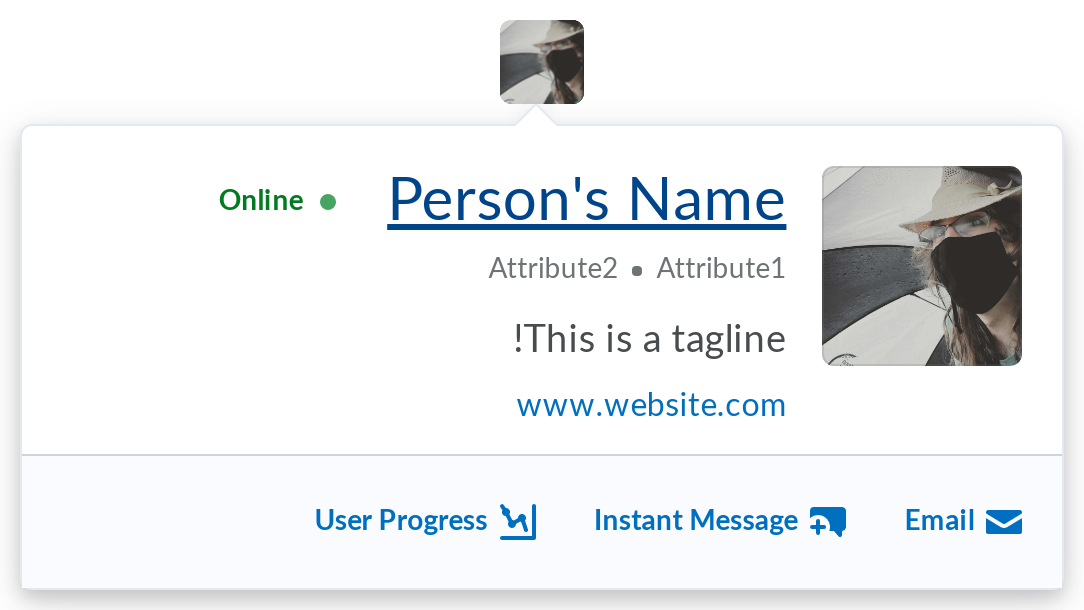 Online Person's Name
Attribute2 • Attribute1
!This is a tagline
www.website.com
User Progress Instant Message Email